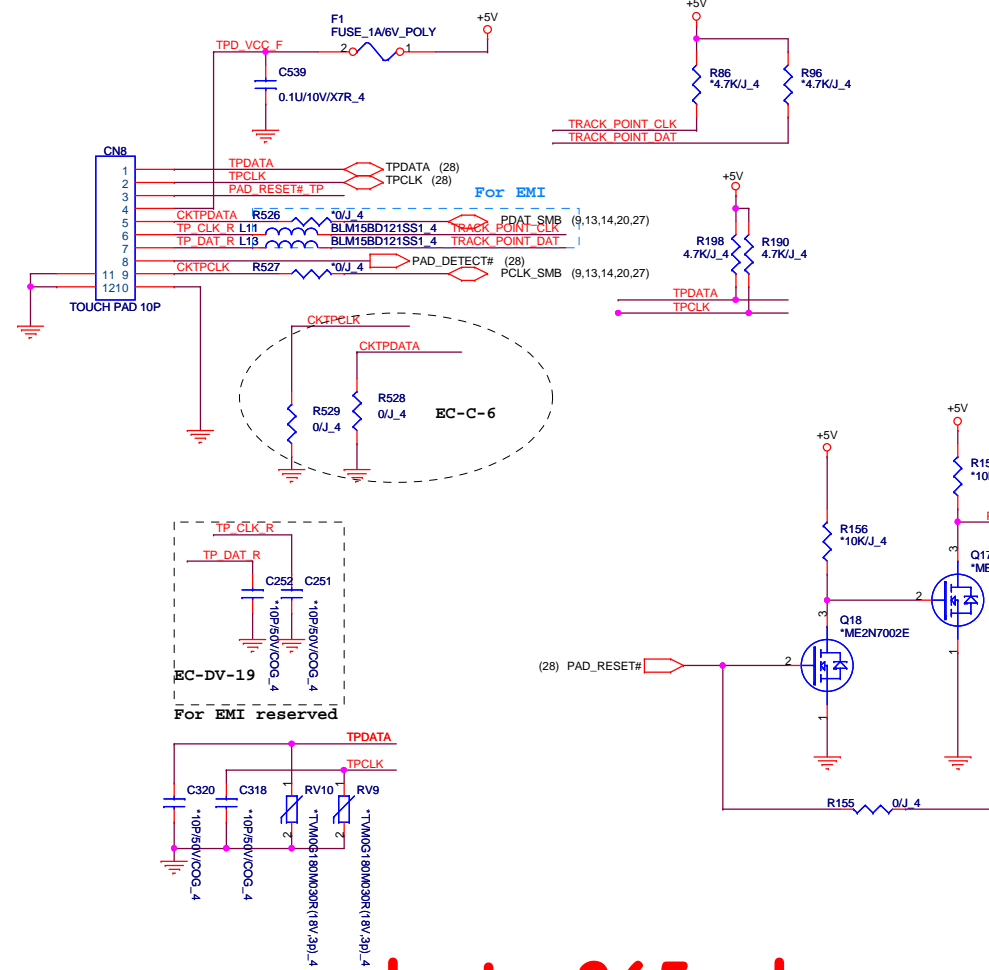 F1
FUSE_1A/6V_POLY
+5V
TPD_VCC_F
2
1
C539
0.1U/10V/X7R_4
+5V
R86
*4.7K/J_4
R96
*4.7K/J_4
TRACK_POINT_CLK
TRACK_POINT_DAT
CN8
1
2
3
4
5
6
7
8
11 9
1210
TOUCH PAD 10P
TPDATA
TPDATA (28)
TPCLK
TPCLK (28)
PAD_RESET#_TP
For EMI
CKTPDATA R526 *0/J_4 PDAT_SMB (9,13,14,20,27)
TP_CLK_R L11 BLM15BD121SS1_4 TRACK_POINT_CLK
TP_DAT_R L13 BLM15BD121SS1_4 TRACK_POINT_DAT
PAD_DETECT# (28)
CKTPCLK R527 *0/J_4 PCLK_SMB (9,13,14,20,27)
+5V
R198
4.7K/J_4
R190
4.7K/J_4
TPDATA
TPCLK
CKTPCLK
CKTPDATA
R529
0/J_4
R528
0/J_4
EC-C-6
TP_CLK_R
TP_DAT_R
C252
*10P/50V/COG_4
C251
*10P/50V/COG_4
EC-DV-19
For EMI reserved
+5V
R156
*10K/J_4
+5V
3
Q18
*ME2N7002E
2
1
3
2
1
(28) PAD_RESET#
R155 0/J_4
TPDATA
TPCLK
C320
*10P/50V/COG_4
C318
*10P/50V/COG_4
1
RV10
2
*TVM0G180M030R(18V,3p)_4
1
RV9
2
*TVM0G180M030R(18V,3p)_4